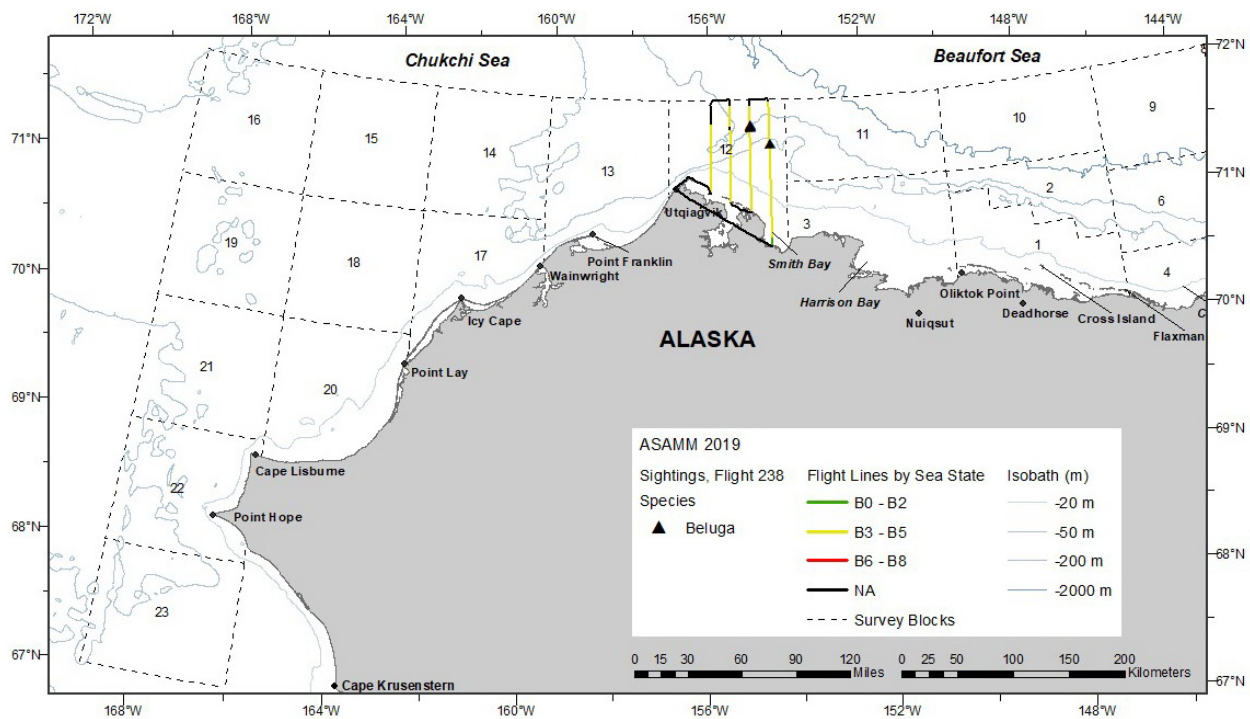 172°W 168°W 164°W 160°W 156°W 152°W 148°W 144°W
72°N
Chukchi Sea
Beaufort Sea
16
15
14
13
12
11
10
9
71°N
71°N
2
6
Utqiagvik
3
19
18
17
Point Franklin
Smith Bay
1
4
70°N
Wainwright
Harrison Bay
Oliktok Point
70°N
Icy Cape
Nuiqsut
Deadhorse
Cross Island
C
Flaxman
ALASKA
21
20
Point Lay
69°N
69°N
Cape Lisburne
22
Point Hope
68°N
68°N
23
67°N
67°N
Cape Krusenstern
ASAMM 2019
Sightings, Flight 238
Species
Beluga
Flight Lines by Sea State
B0 - B2
B3 - B5
B6 - B8
NA
Survey Blocks
Isobath (m)
-20 m
-50 m
-200 m
-2000 m
0 15 30 60 90 120
Miles
0 25 50 100 150 200
Kilometers
168°W 164°W 160°W 156°W 152°W 148°W